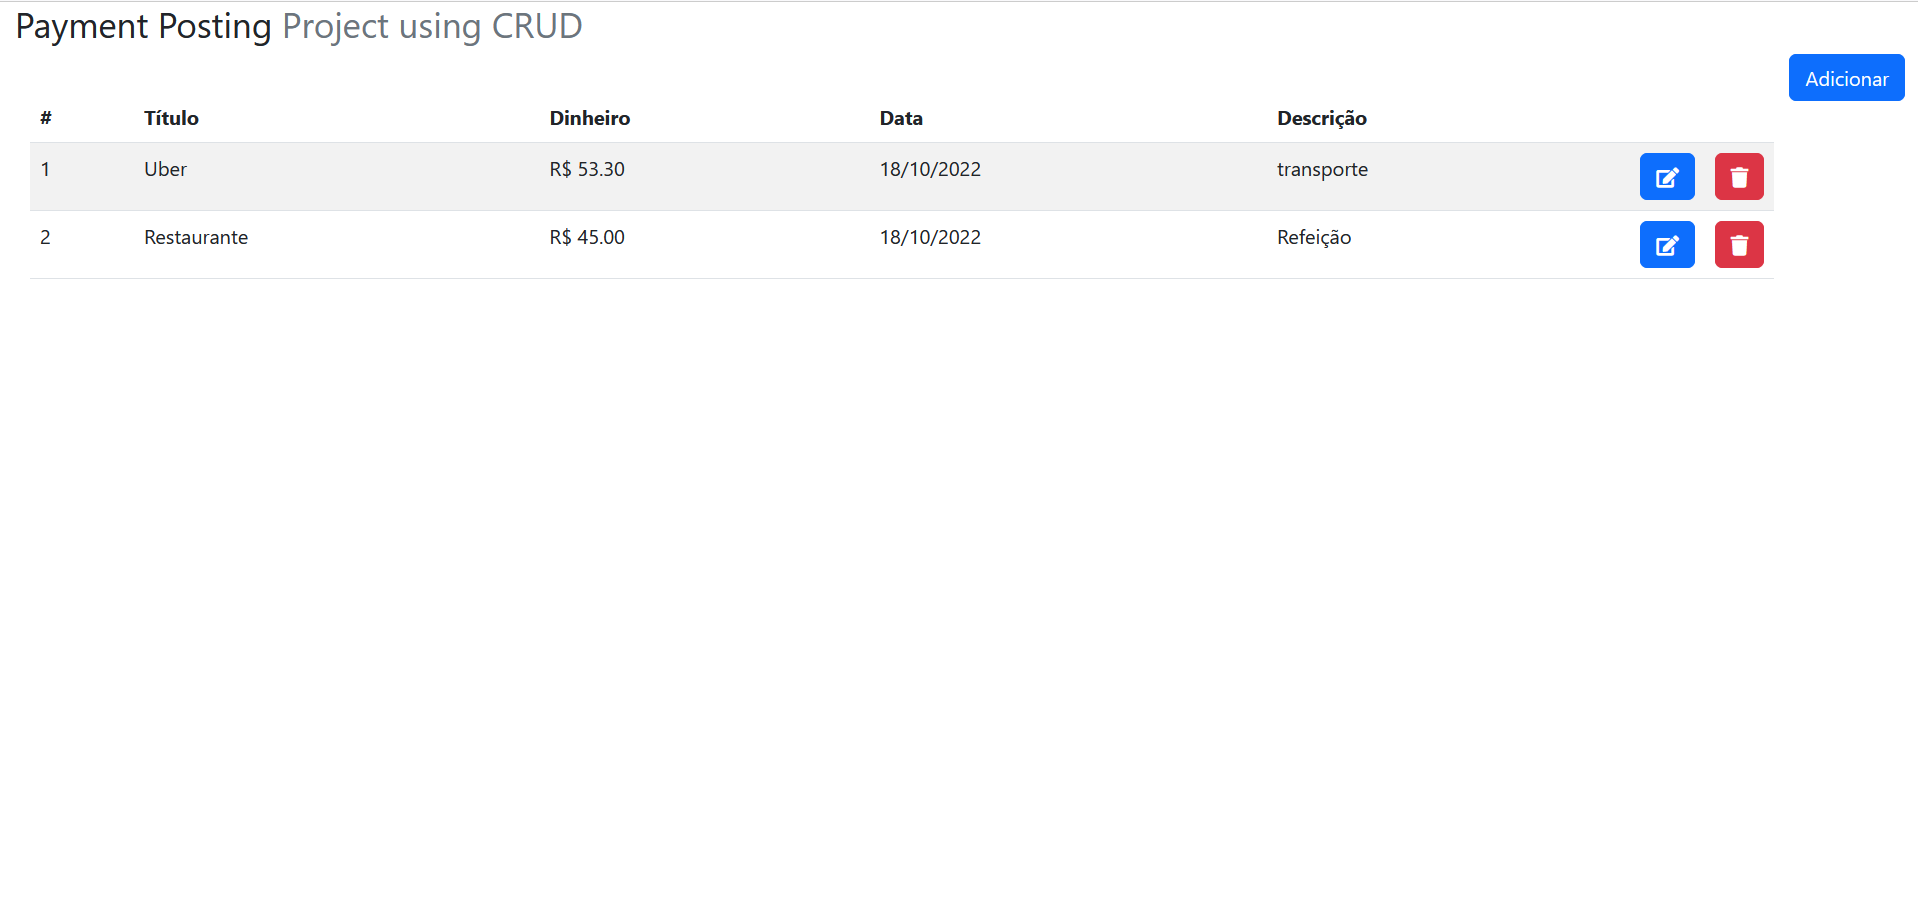 Payment Posting Project using CRUD
Adicionar
# Título Dinheiro Data Descrição
1 Uber R$ 53.30 18/10/2022 transporte
2 Restaurante R$ 45.00 18/10/2022 Refeição